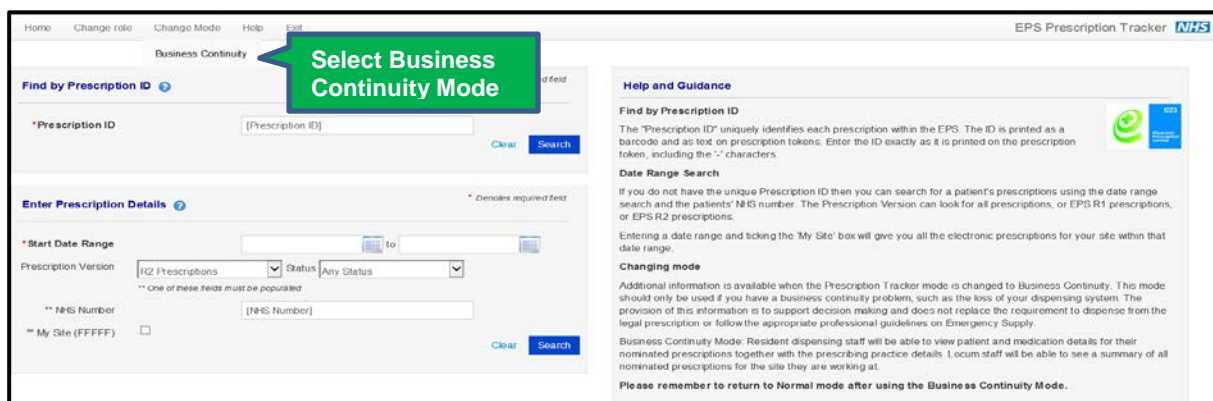 Home Change role Change Mode Help Exit
EPS Prescription Tracker NHS
Business Continuity
Select Business
Continuity Mode
Find by Prescription ID
field
*Prescription ID [Prescription ID]
Clear Search
Enter Prescription Details
* Denotes required field
*Start Date Range to
Prescription Version R2 Prescriptions Status Any Status
** One of these fields must be populated
** NHS Number [NHS Number]
** My Site (FFFFF)
Clear Search
Help and Guidance
Find by Prescription ID
The "Prescription ID" uniquely identifies each prescription within the EPS. The ID is printed as a
barcode and as text on prescription tokens. Enter the ID exactly as it is printed on the prescription
token, including the '-' characters.
Date Range Search
If you do not have the unique Prescription ID then you can search for a patient's prescriptions using the date range
search and the patients' NHS number. The Prescription Version can look for all prescriptions, or EPS R1 prescriptions,
or EPS R2 prescriptions.
Entering a date range and ticking the 'My Site' box will give you all the electronic prescriptions for your site within that
date range.
Changing mode
Additional information is available when the Prescription Tracker mode is changed to Business Continuity. This mode
should only be used if you have a business continuity problem, such as the loss of your dispensing system. The
provision of this information is to support decision making and does not replace the requirement to dispense from the
legal prescription or follow the appropriate professional guidelines on Emergency Supply.
Business Continuity Mode: Resident dispensing staff will be able to view patient and medication details for their
nominated prescriptions together with the prescribing practice details. Locum staff will be able to see a summary of all
nominated prescriptions for the site they are working at.
Please remember to return to Normal mode after using the Business Continuity Mode.